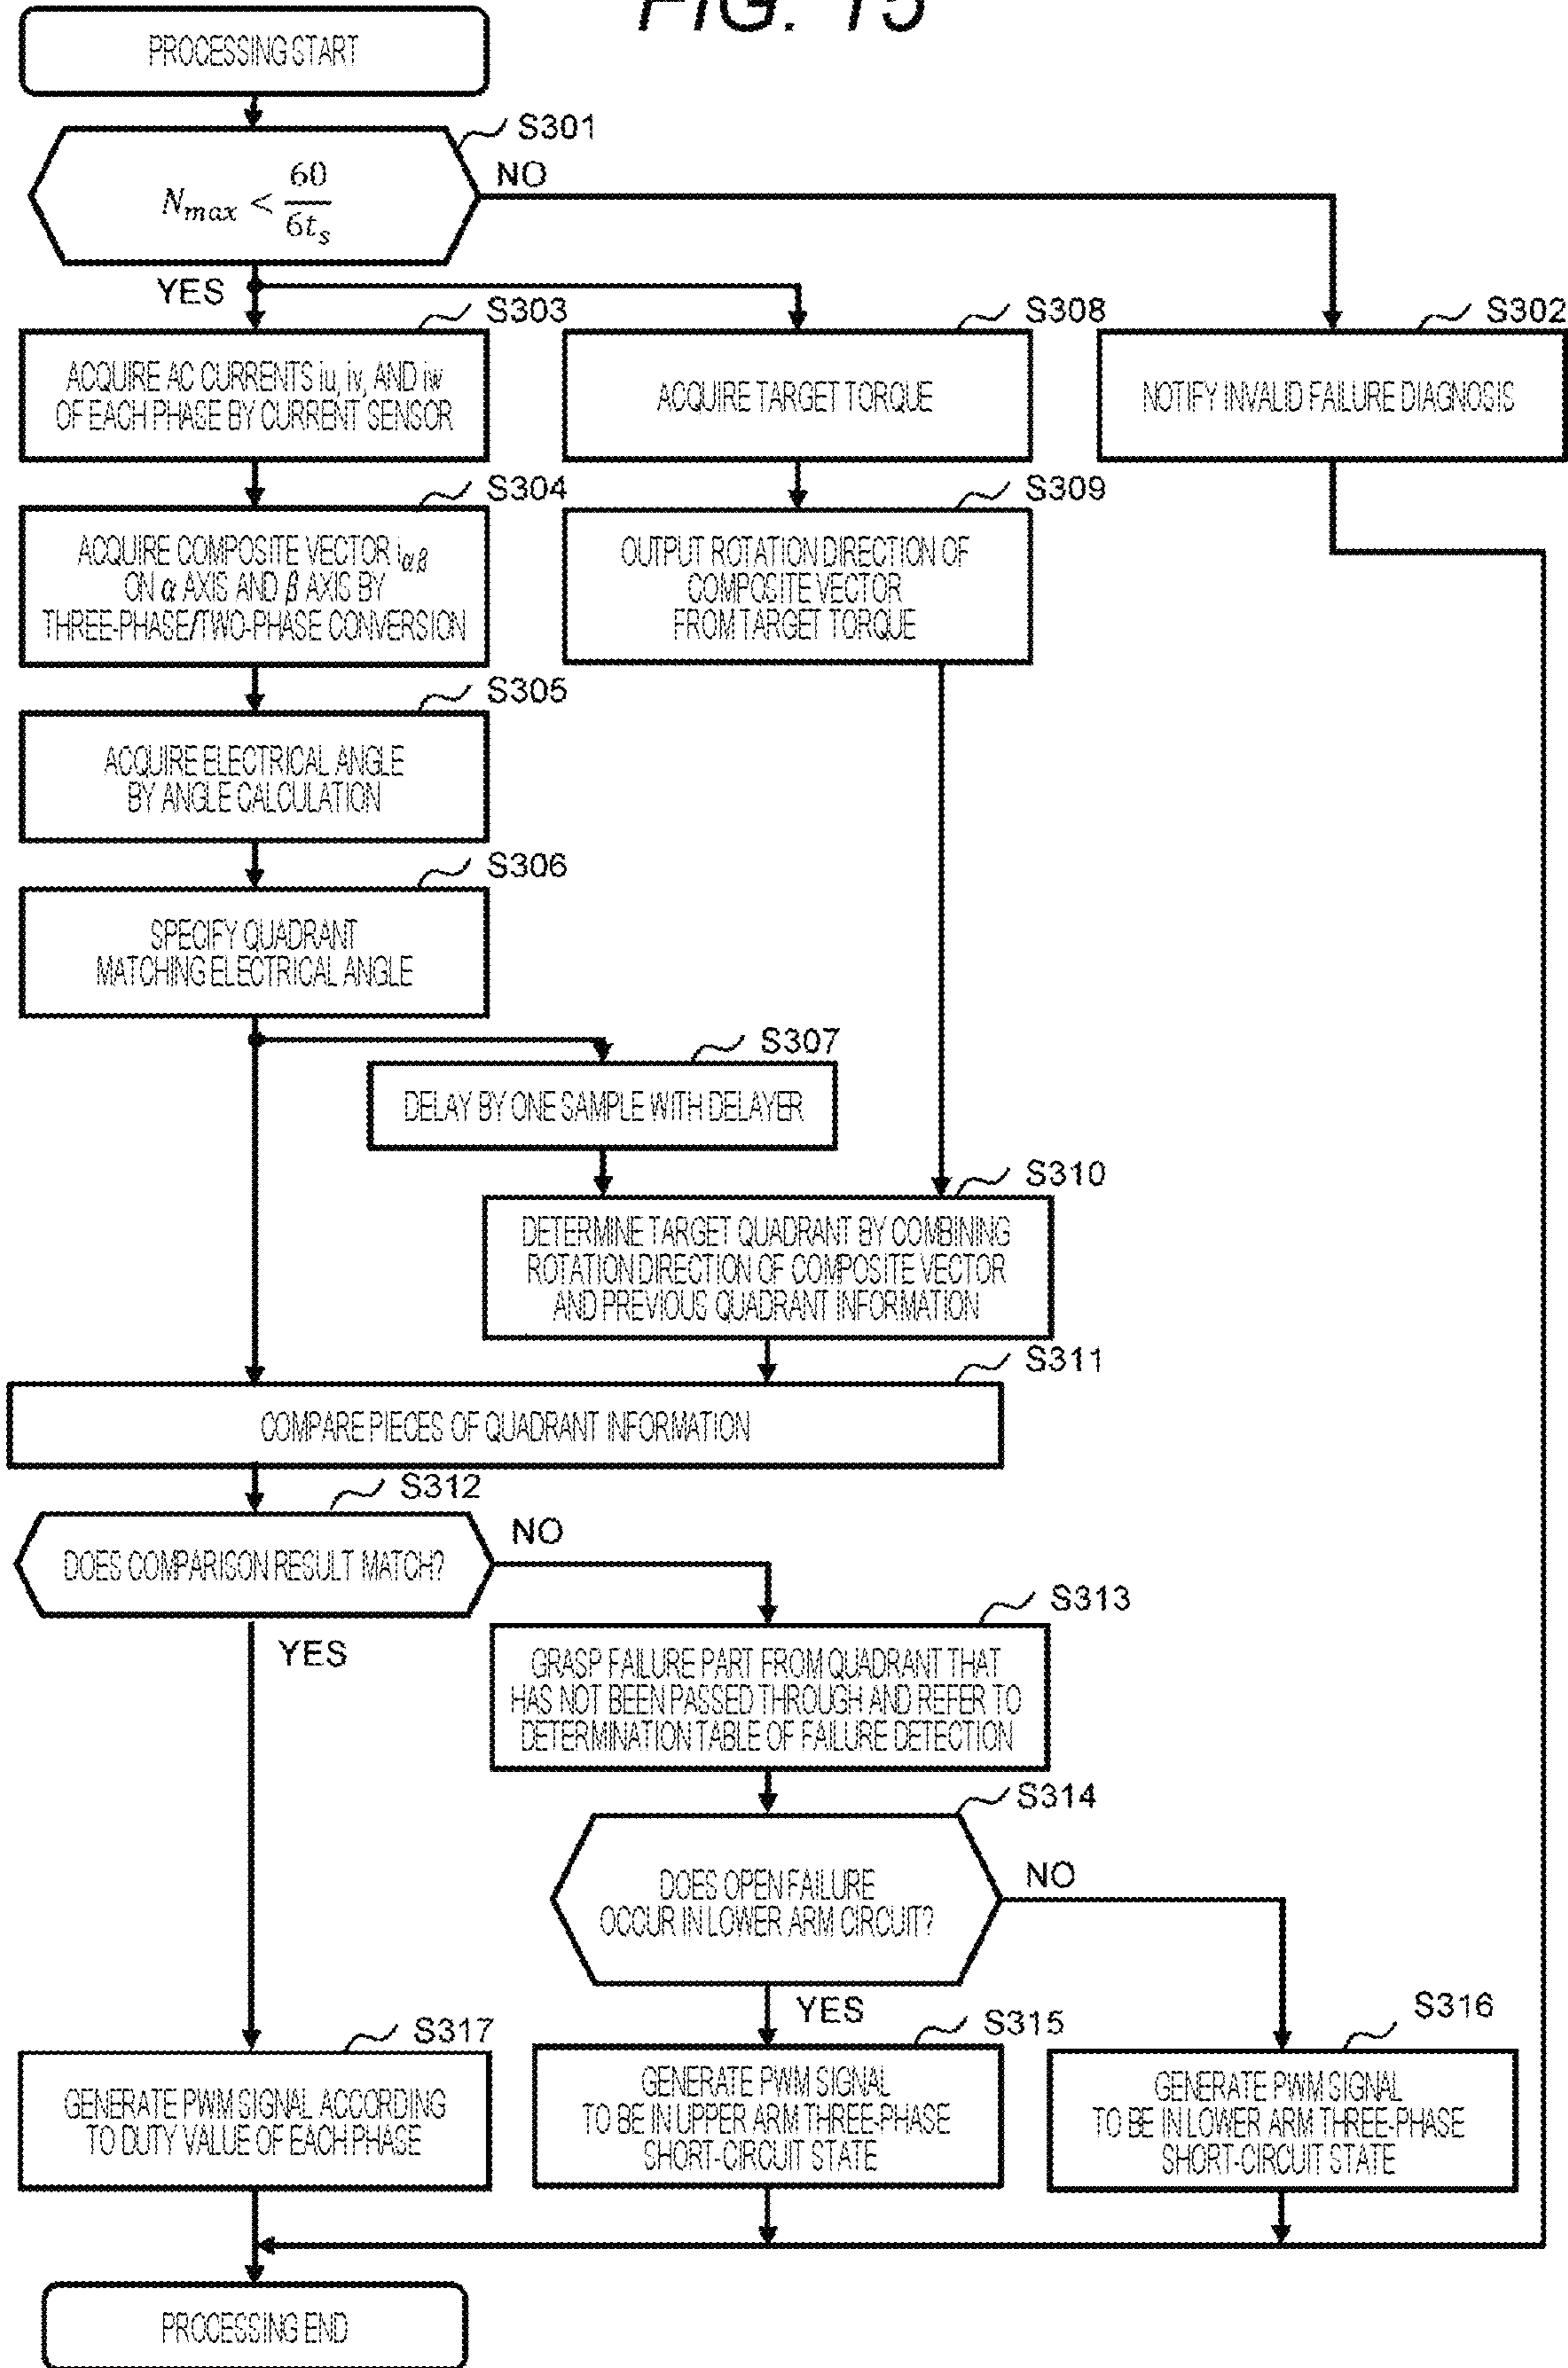 FIG. 15
PROCESSING START
S301
N_max < 60/6t_s
NO
YES
S303
ACQUIRE AC CURRENTS iu, iv, AND iw
OF EACH PHASE BY CURRENT SENSOR
S308
ACQUIRE TARGET TORQUE
S302
NOTIFY INVALID FAILURE DIAGNOSIS
S304
ACQUIRE COMPOSITE VECTOR i_αβ
ON α AXIS AND β AXIS BY
THREE-PHASE/TWO-PHASE CONVERSION
S309
OUTPUT ROTATION DIRECTION OF
COMPOSITE VECTOR
FROM TARGET TORQUE
S305
ACQUIRE ELECTRICAL ANGLE
BY ANGLE CALCULATION
S306
SPECIFY QUADRANT
MATCHING ELECTRICAL ANGLE
S307
DELAY BY ONE SAMPLE WITH DELAYER
S310
DETERMINE TARGET QUADRANT BY COMBINING
ROTATION DIRECTION OF COMPOSITE VECTOR
AND PREVIOUS QUADRANT INFORMATION
S311
COMPARE PIECES OF QUADRANT INFORMATION
S312
DOES COMPARISON RESULT MATCH?
NO
YES
S313
GRASP FAILURE PART FROM QUADRANT THAT
HAS NOT BEEN PASSED THROUGH AND REFER TO
DETERMINATION TABLE OF FAILURE DETECTION
S314
DOES OPEN FAILURE
OCCUR IN LOWER ARM CIRCUIT?
NO
YES
S317
GENERATE PWM SIGNAL ACCORDING
TO DUTY VALUE OF EACH PHASE
S315
GENERATE PWM SIGNAL
TO BE IN UPPER ARM THREE-PHASE
SHORT-CIRCUIT STATE
S316
GENERATE PWM SIGNAL
TO BE IN LOWER ARM THREE-PHASE
SHORT-CIRCUIT STATE
PROCESSING END